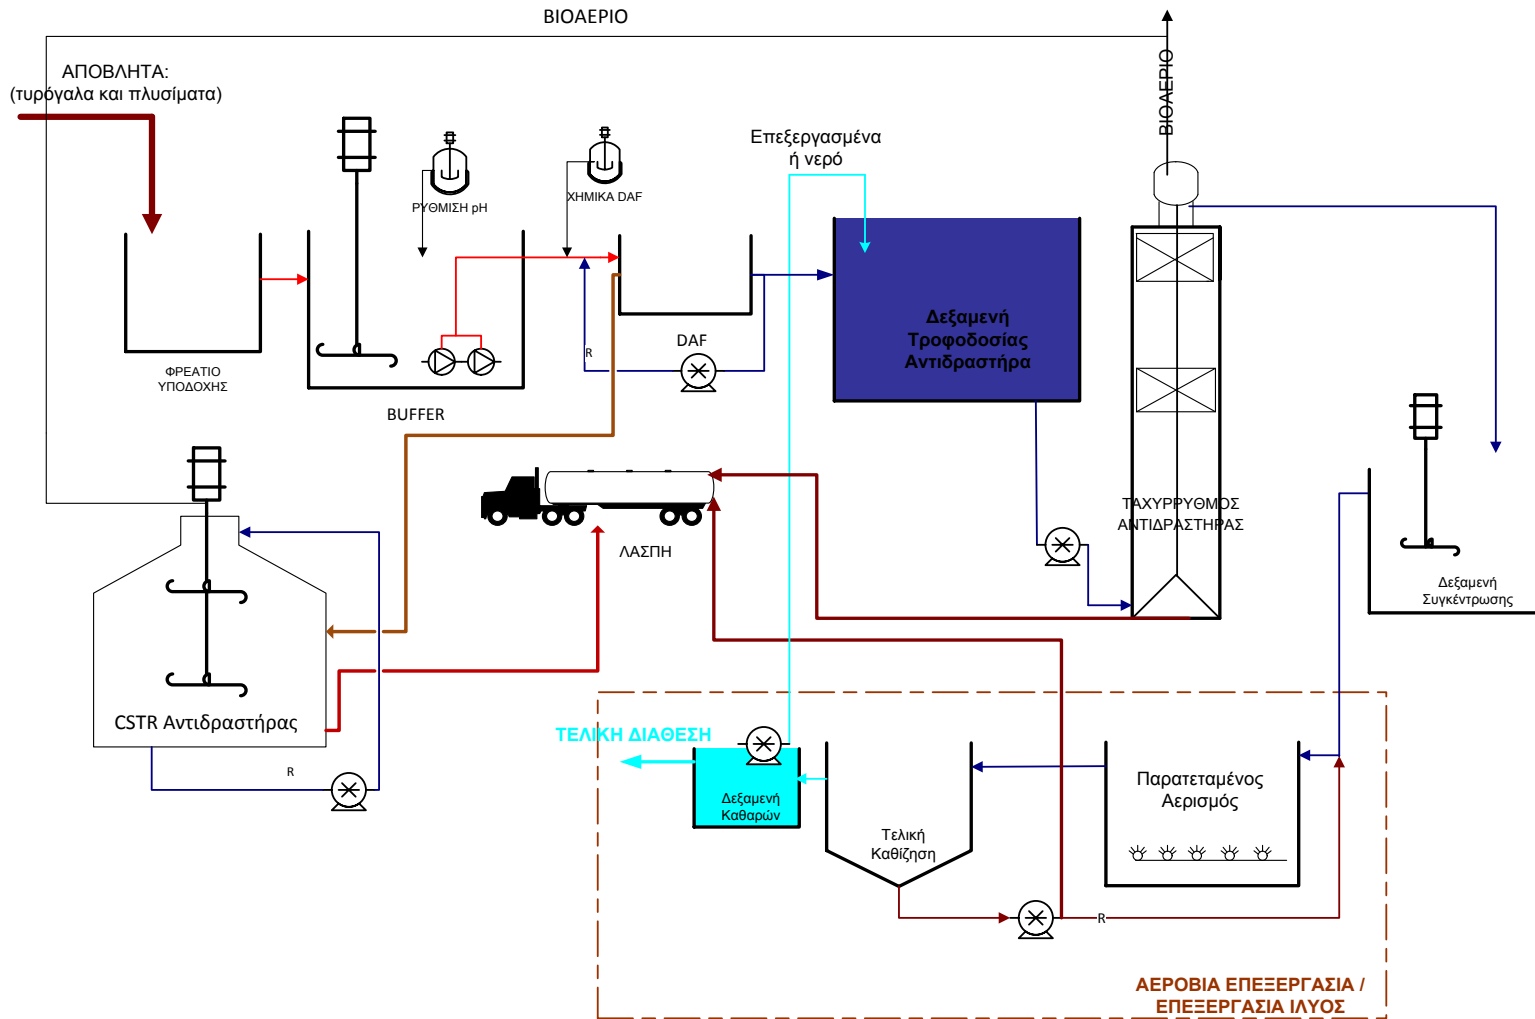 ΒΙΟΑΕΡΙΟ
ΑΠΟΒΛΗΤΑ:
(τυρόγαλα και πλυσίματα)
ΒΙΟΑΕΡΙΟ
Επεξεργασμένα
ή νερό
ΡΥΘΜΙΣΗ pH
ΧΗΜΙΚΑ DAF
ΦΡΕΑΤΙΟ
ΥΠΟΔΟΧΗΣ
BUFFER
R
DAF
Δεξαμενή
Τροφοδοσίας
Αντιδραστήρα
ΤΑΧΥΡΡΥΘΜΟΣ
ΑΝΤΙΔΡΑΣΤΗΡΑΣ
ΛΑΣΠΗ
Δεξαμενή
Συγκέντρωσης
CSTR Αντιδραστήρας
R
ΤΕΛΙΚΗ ΔΙΑΘΕΣΗ
Δεξαμενή
Καθαρών
Τελική
Καθίζηση
Παρατεταμένος
Αερισμός
R
ΑΕΡΟΒΙΑ ΕΠΕΞΕΡΓΑΣΙΑ /
ΕΠΕΞΕΡΓΑΣΙΑ ΙΛΥΟΣ